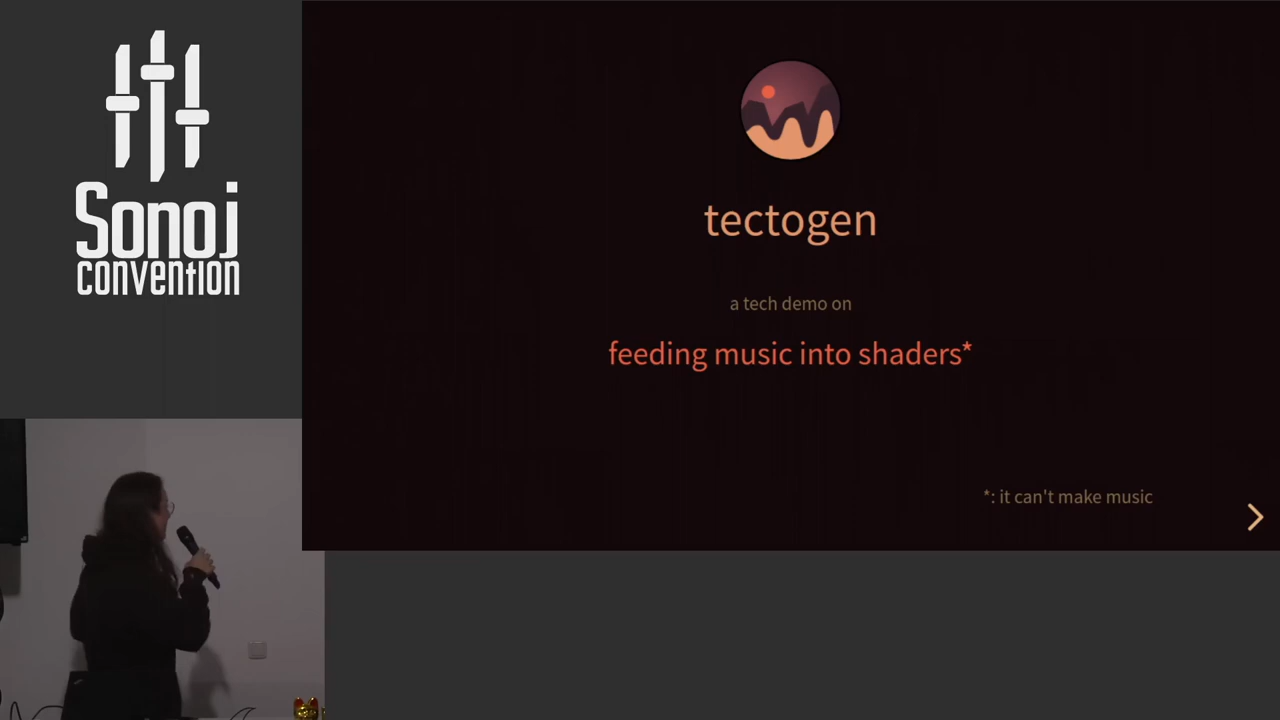 Sonoj
convention
tectogen
a tech demo on
feeding music into shaders*
*: it can't make music